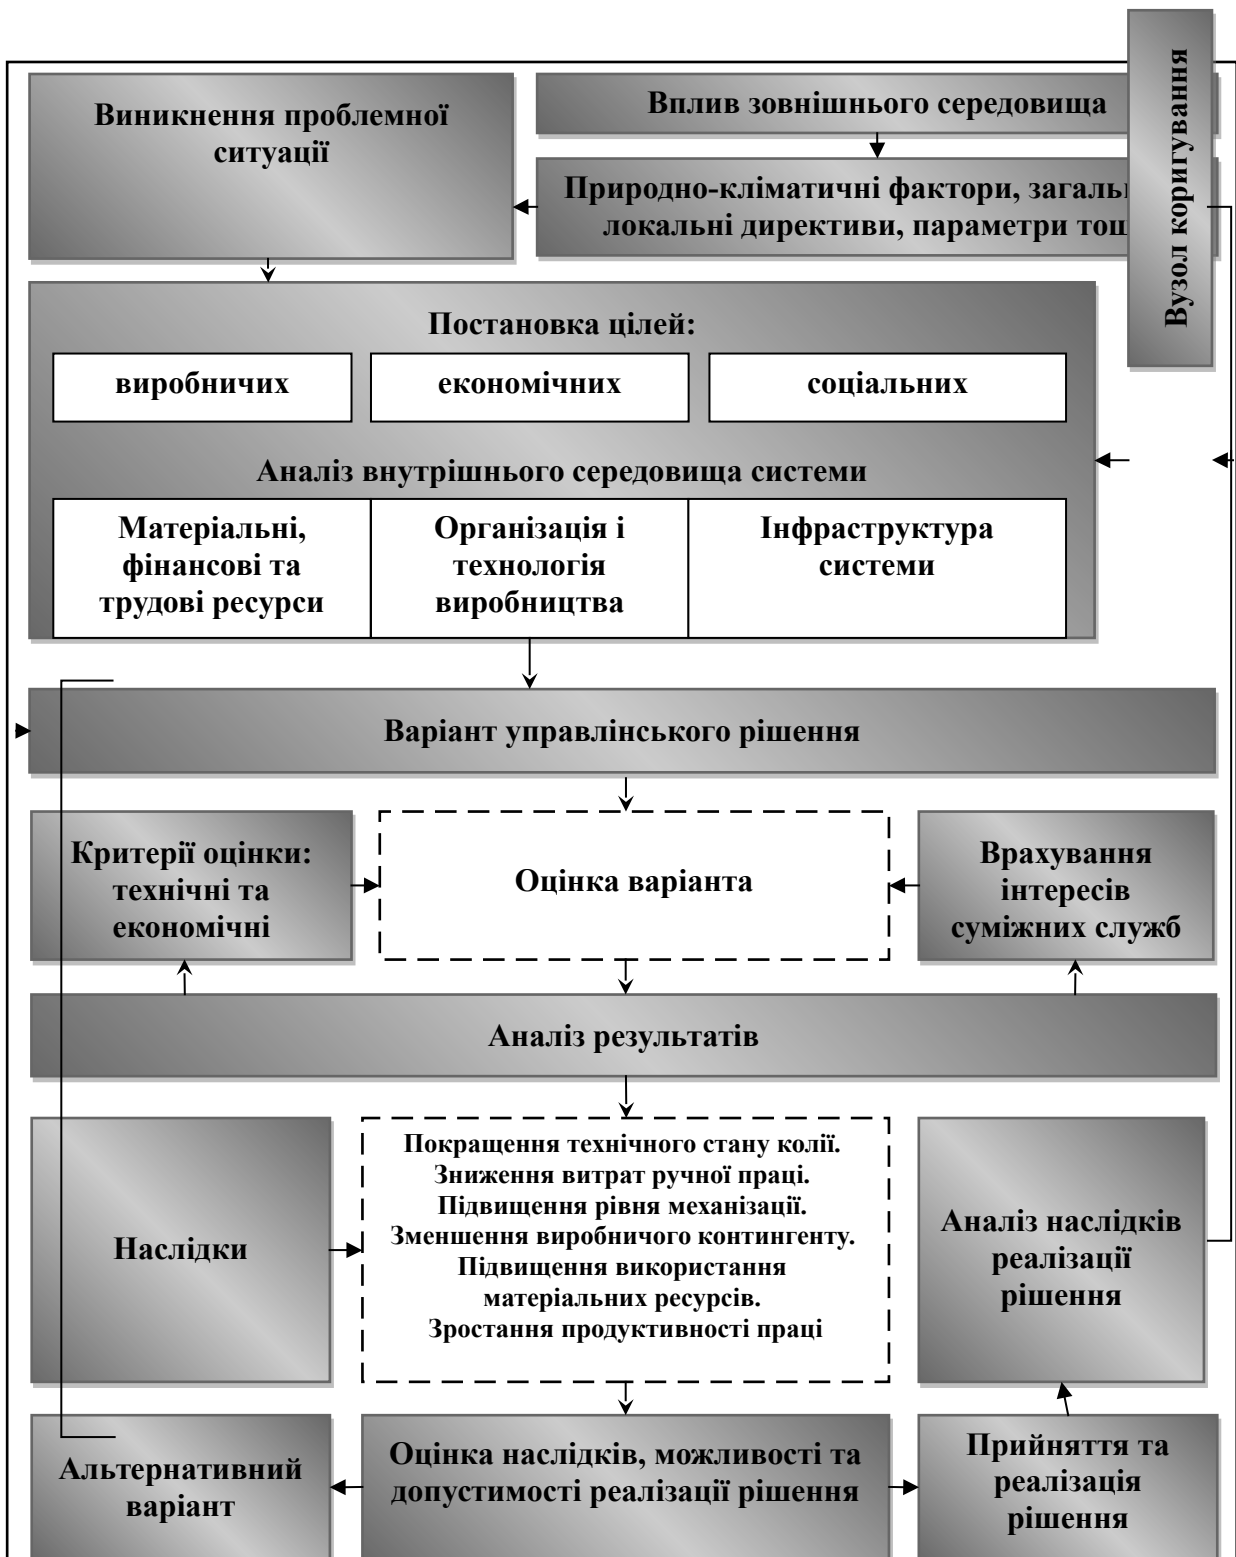 Вузол коригування
Виникнення проблемної
ситуації
Вплив зовнішнього середовища
Природно-кліматичні фактори,
локальні директиви, параметри
Постановка цілей:
виробничих
економічних
соціальних
Аналіз внутрішнього середовища системи
Матеріальні,
фінансові та
трудові ресурси
Організація і
технологія
виробництва
Інфраструктура
системи
Варіант управлінського рішення
Критерії оцінки:
технічні та
економічні
Оцінка варіанта
Врахування
інтересів
суміжних служб
Аналіз результатів
Наслідки
Покращення технічного стану колії.
Зниження витрат ручної праці.
Підвищення рівня механізації.
Зменшення виробничого контингенту.
Підвищення використання
матеріальних ресурсів.
Зростання продуктивності праці
Аналіз наслідків
реалізації
рішення
Альтернативний
варіант
Оцінка наслідків, можливості та
допустимості реалізації рішення
Прийняття та
реалізація
рішення